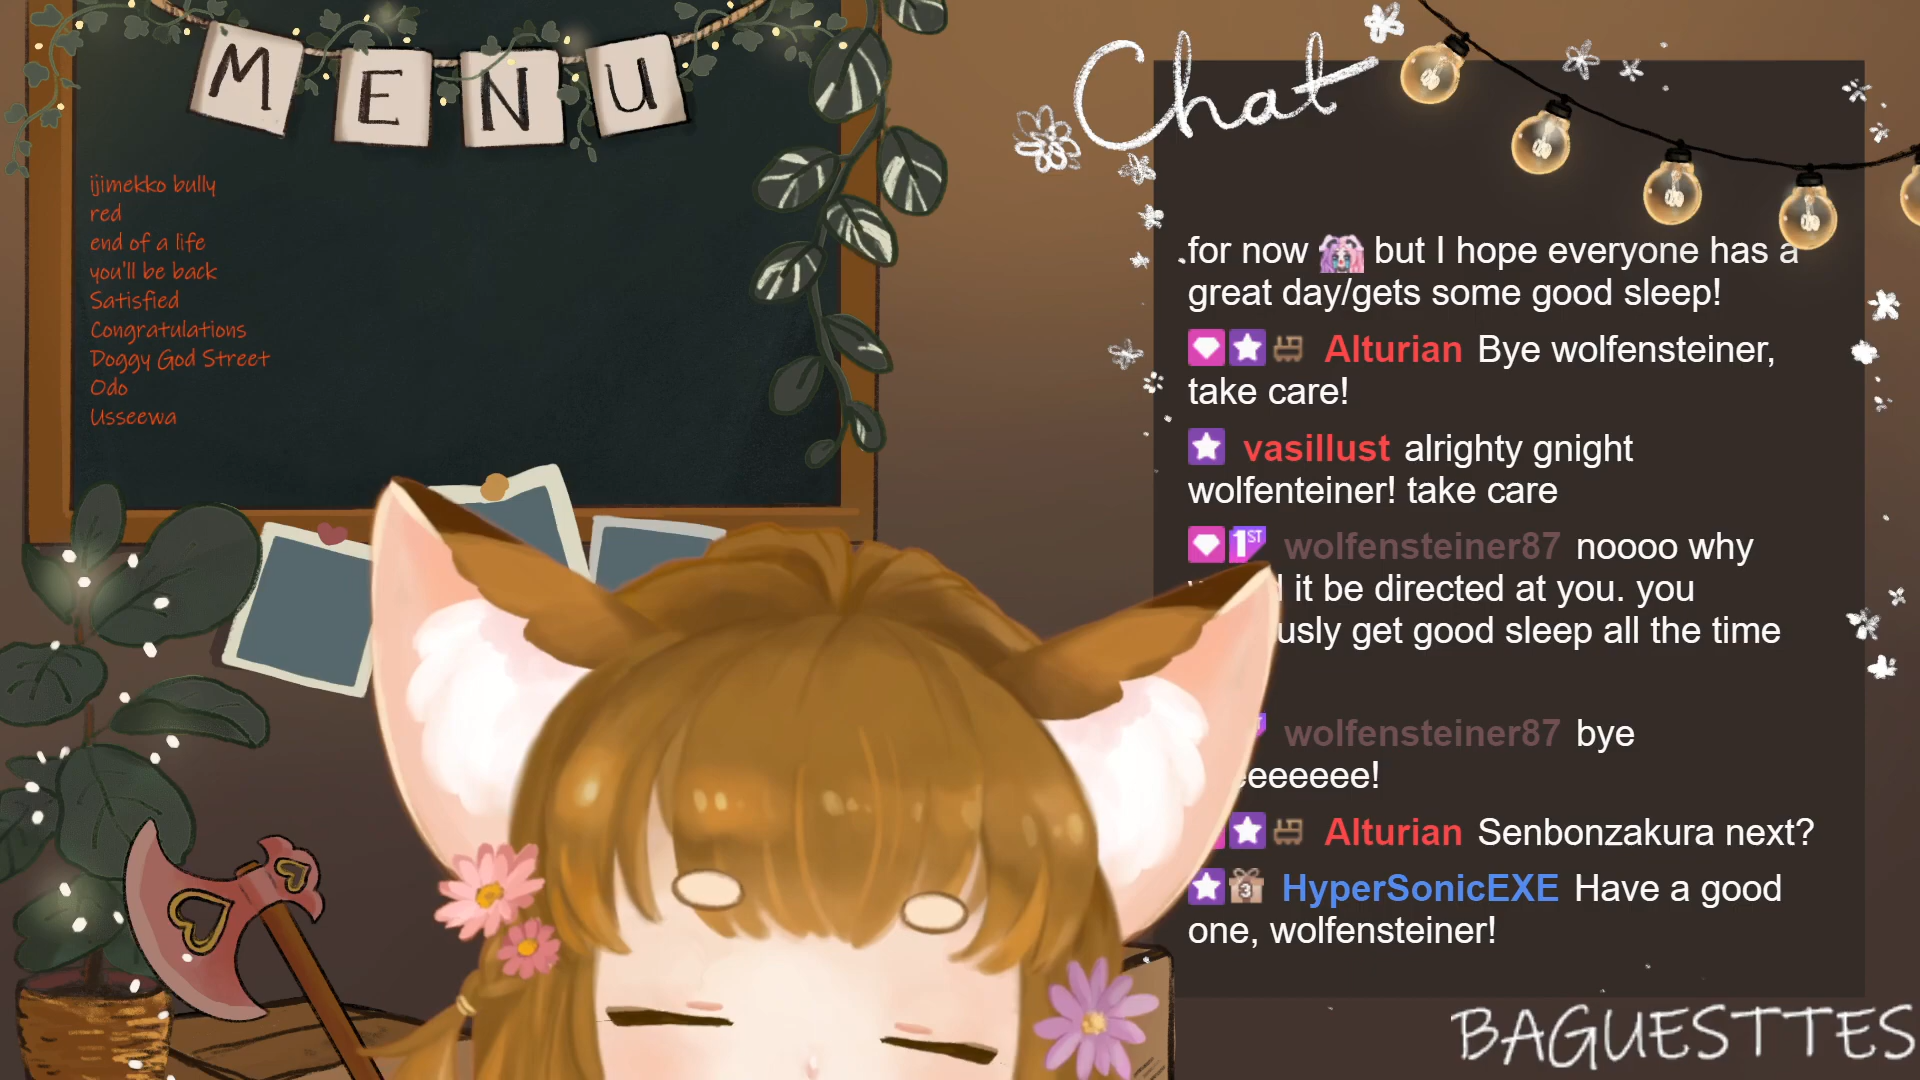 MENU
ijimekko bully
red
end of a life
you'll be back
Satisfied
Congratulations
Doggy God Street
Odo
Usseewa
Chat
for now but I hope everyone has a
great day/gets some good sleep!
Alturian Bye wolfensteiner,
take care!
vasillust alrighty gnight
wolfenteiner! take care
1ST wolfensteiner87 noooo why
it be directed at you. you
get good sleep all the time
wolfensteiner87 bye
Alturian Senbonzakura next?
3 HyperSonicEXE Have a good
one, wolfensteiner!
BAGUESTTES